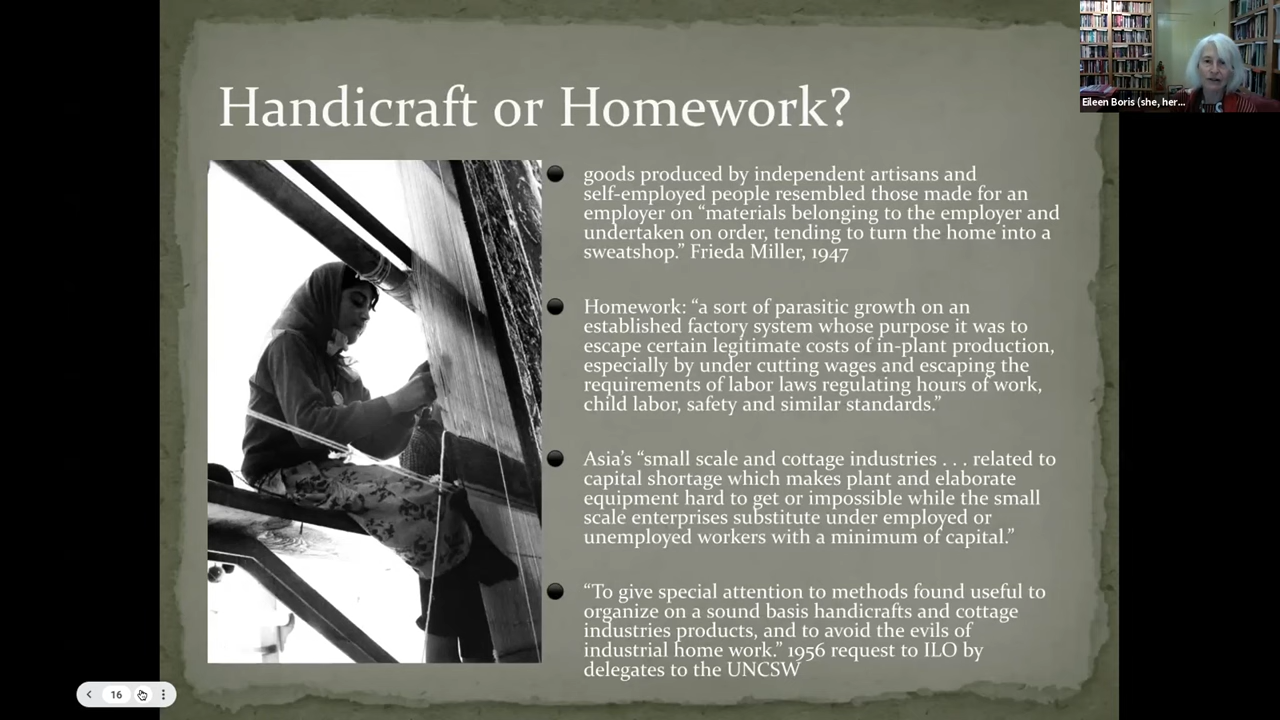 Handicraft or Homework?
goods produced by independent artisans and
self-employed people resembled those made for an
employer on “materials belonging to the employer and
undertaken on order, tending to turn the home into a
sweatshop.” Frieda Miller, 1947
Homework: “a sort of parasitic growth on an
established factory system whose purpose it was to
escape certain legitimate costs of in-plant production,
especially by under cutting wages and escaping the
requirements of labor laws regulating hours of work,
child labor, safety and similar standards.”
Asia’s “small scale and cottage industries . . . related to
capital shortage which makes plant and elaborate
equipment hard to get or impossible while the small
scale enterprises substitute under employed or
unemployed workers with a minimum of capital.”
“To give special attention to methods found useful to
organize on a sound basis handicrafts and cottage
industries products, and to avoid the evils of
industrial home work.” 1956 request to ILO by
delegates to the UNCSW
Eileen Boris (she, her...
16